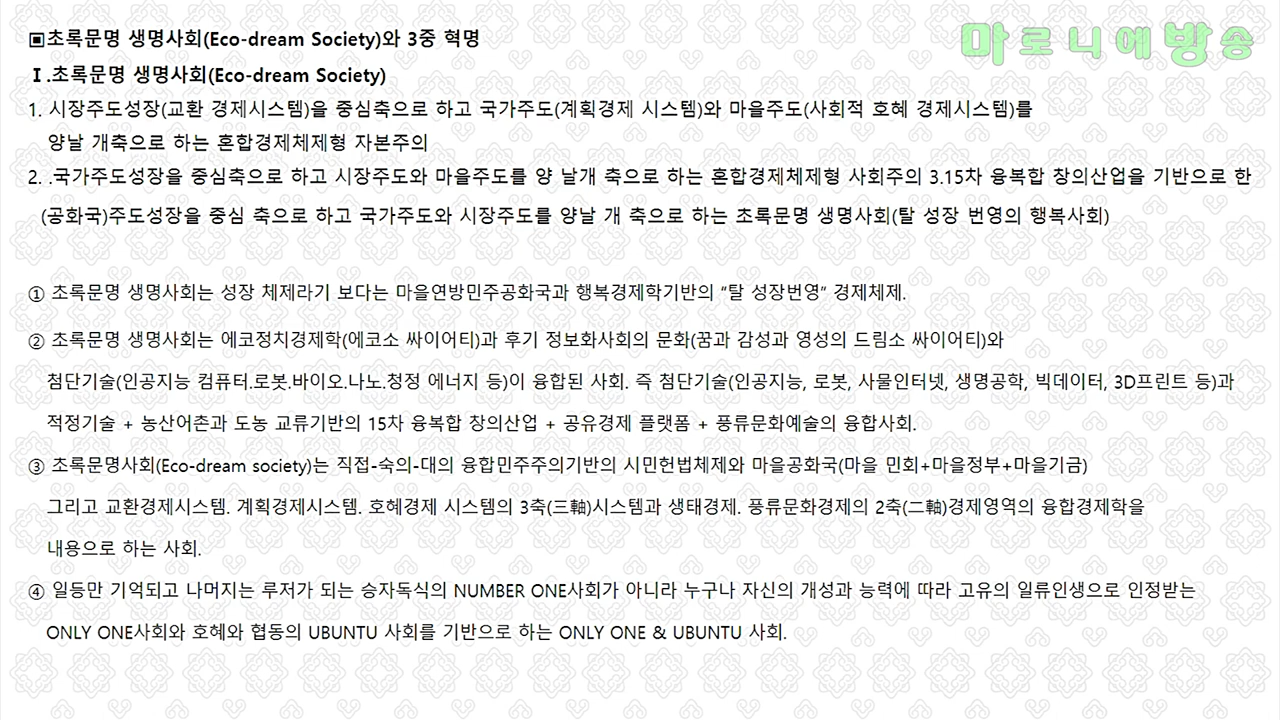 ▣초록문명 생명사회(Eco-dream Society)와 3중 혁명
마로니에방송
Ⅰ.초록문명 생명사회(Eco-dream Society)
1. 시장주도성장(교환 경제시스템)을 중심축으로 하고 국가주도(계획경제 시스템)와 마을주도(사회적 호혜 경제시스템)를
양날 개축으로 하는 혼합경제체제형 자본주의
2. .국가주도성장을 중심축으로 하고 시장주도와 마을주도를 양 날개 축으로 하는 혼합경제체제형 사회주의 3.15차 융복합 창의산업을 기반으로 한
(공화국)주도성장을 중심 축으로 하고 국가주도와 시장주도를 양날 개 축으로 하는 초록문명 생명사회(탈 성장 번영의 행복사회)
① 초록문명 생명사회는 성장 체제라기 보다는 마을연방민주공화국과 행복경제학기반의 “탈 성장번영” 경제체제.
② 초록문명 생명사회는 에코정치경제학(에코소 싸이어티)과 후기 정보화사회의 문화(꿈과 감성과 영성의 드림소 싸이어티)와
첨단기술(인공지능 컴퓨터.로봇.바이오.나노.청정 에너지 등)이 융합된 사회. 즉 첨단기술(인공지능, 로봇, 사물인터넷, 생명공학, 빅데이터, 3D프린트 등)과
적정기술 + 농산어촌과 도농 교류기반의 15차 융복합 창의산업 + 공유경제 플랫폼 + 풍류문화예술의 융합사회.
③ 초록문명사회(Eco-dream society)는 직접-숙의-대의 융합민주주의기반의 시민헌법체제와 마을공화국(마을 민회+마을정부+마을기금)
그리고 교환경제시스템. 계획경제시스템. 호혜경제 시스템의 3축(三軸)시스템과 생태경제. 풍류문화경제의 2축(二軸)경제영역의 융합경제학을
내용으로 하는 사회.
④ 일등만 기억되고 나머지는 루저가 되는 승자독식의 NUMBER ONE사회가 아니라 누구나 자신의 개성과 능력에 따라 고유의 일류인생으로 인정받는
ONLY ONE사회와 호혜와 협동의 UBUNTU 사회를 기반으로 하는 ONLY ONE & UBUNTU 사회.